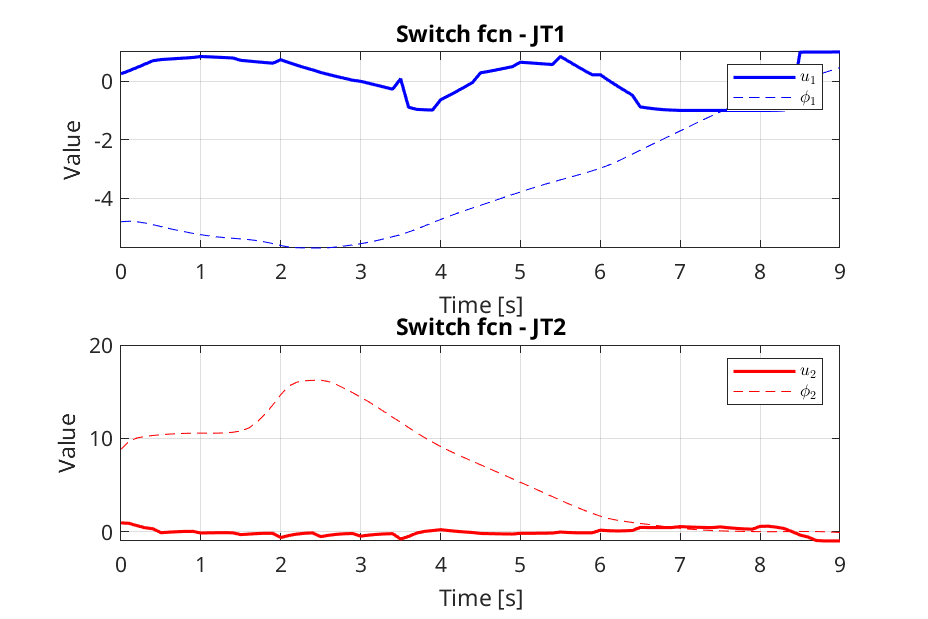 Switch fcn - JT1
0
-2
-4
Value
u₁
ϕ₁
0 1 2 3 4 5 6 7 8 9
Time [s]
Switch fcn - JT2
20
10
0
Value
u₂
ϕ₂
0 1 2 3 4 5 6 7 8 9
Time [s]